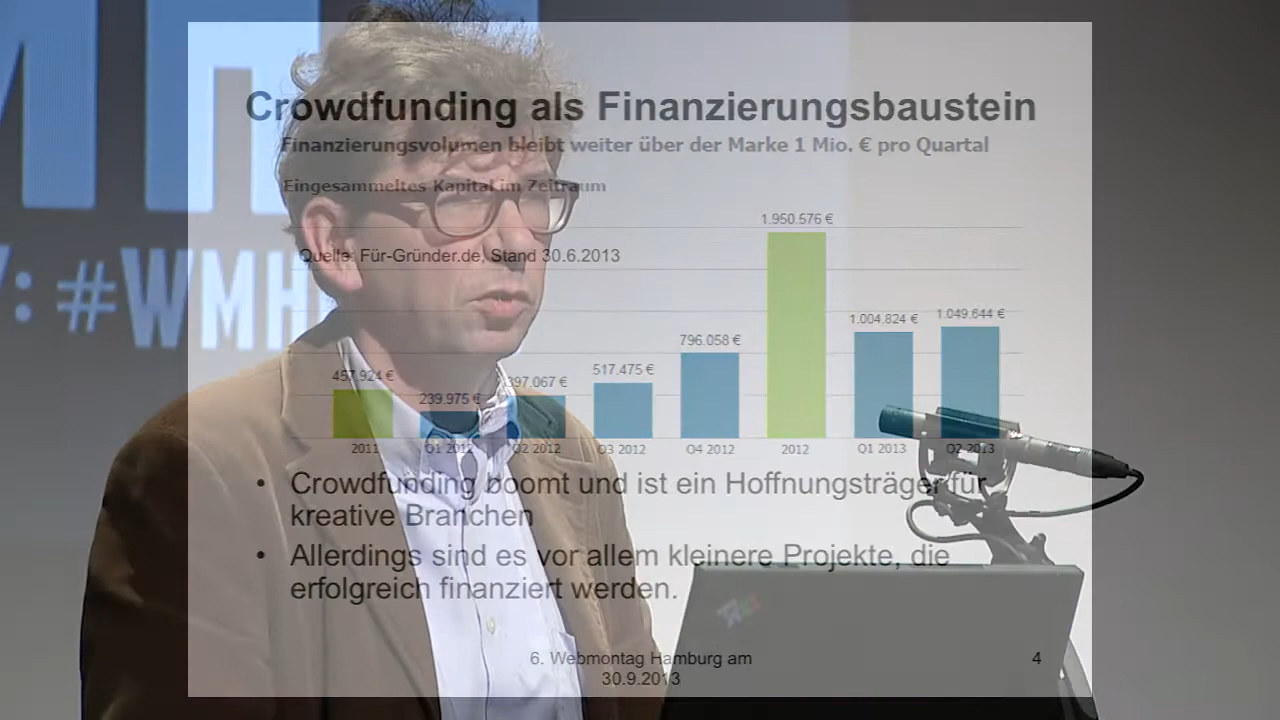 #WMH
Crowdfunding als Finanzierungsbaustein
Finanzierungsvolumen bleibt weiter über der Marke 1 Mio. € pro Quartal
Eingesammeltes Kapital im Zeitraum
Quelle: Für-Gründer.de, Stand 30.6.2013
457.924 €
239.975 €
397.067 €
517.475 €
796.058 €
1.950.576 €
1.004.824 €
1.049.644 €
2011
Q1 2012
Q2 2012
Q3 2012
Q4 2012
2012
Q1 2013
Q2 2013
• Crowdfunding boomt und ist ein Hoffnungsträger für
kreative Branchen
• Allerdings sind es vor allem kleinere Projekte, die
erfolgreich finanziert werden.
6. Webmontag Hamburg am
30.9.2013
4